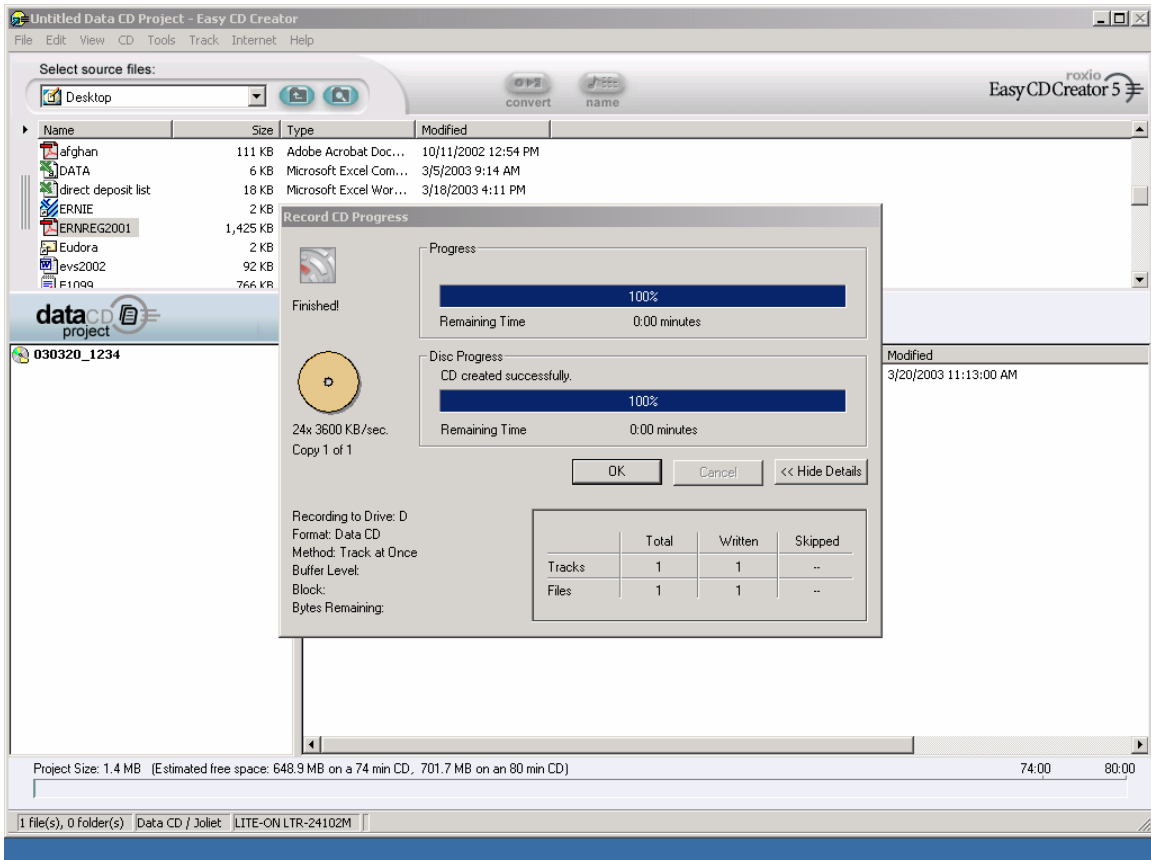 Untitled Data CD Project - Easy CD Creator
File Edit View CD Tools Track Internet Help
Select source files:
Desktop
convert name
roxio
Easy CD Creator 5
Name Size Type Modified
afghan 111 KB Adobe Acrobat Doc... 10/11/2002 12:54 PM
DATA 6 KB Microsoft Excel Com... 3/5/2003 9:14 AM
direct deposit list 18 KB Microsoft Excel Wor... 3/18/2003 4:11 PM
ERNIE 2 KB
ERNREG2001 1,425 KB
Eudora 2 KB
evs2002 92 KB
F1099 766 KB
datacd
project
030320_1234
Record CD Progress
Finished!
Progress
100%
Remaining Time 0:00 minutes
Disc Progress
CD created successfully.
100%
Remaining Time 0:00 minutes
24x 3600 KB/sec.
Copy 1 of 1
OK Cancel << Hide Details
Recording to Drive: D
Format: Data CD
Method: Track at Once
Buffer Level:
Block:
Bytes Remaining:
Total Written Skipped
Tracks 1 1 --
Files 1 1 --
Modified
3/20/2003 11:13:00 AM
Project Size: 1.4 MB (Estimated free space: 648.9 MB on a 74 min CD, 701.7 MB on an 80 min CD)
74:00 80:00
1 file(s), 0 folder(s) Data CD / Joliet LITE-ON LTR-24102M